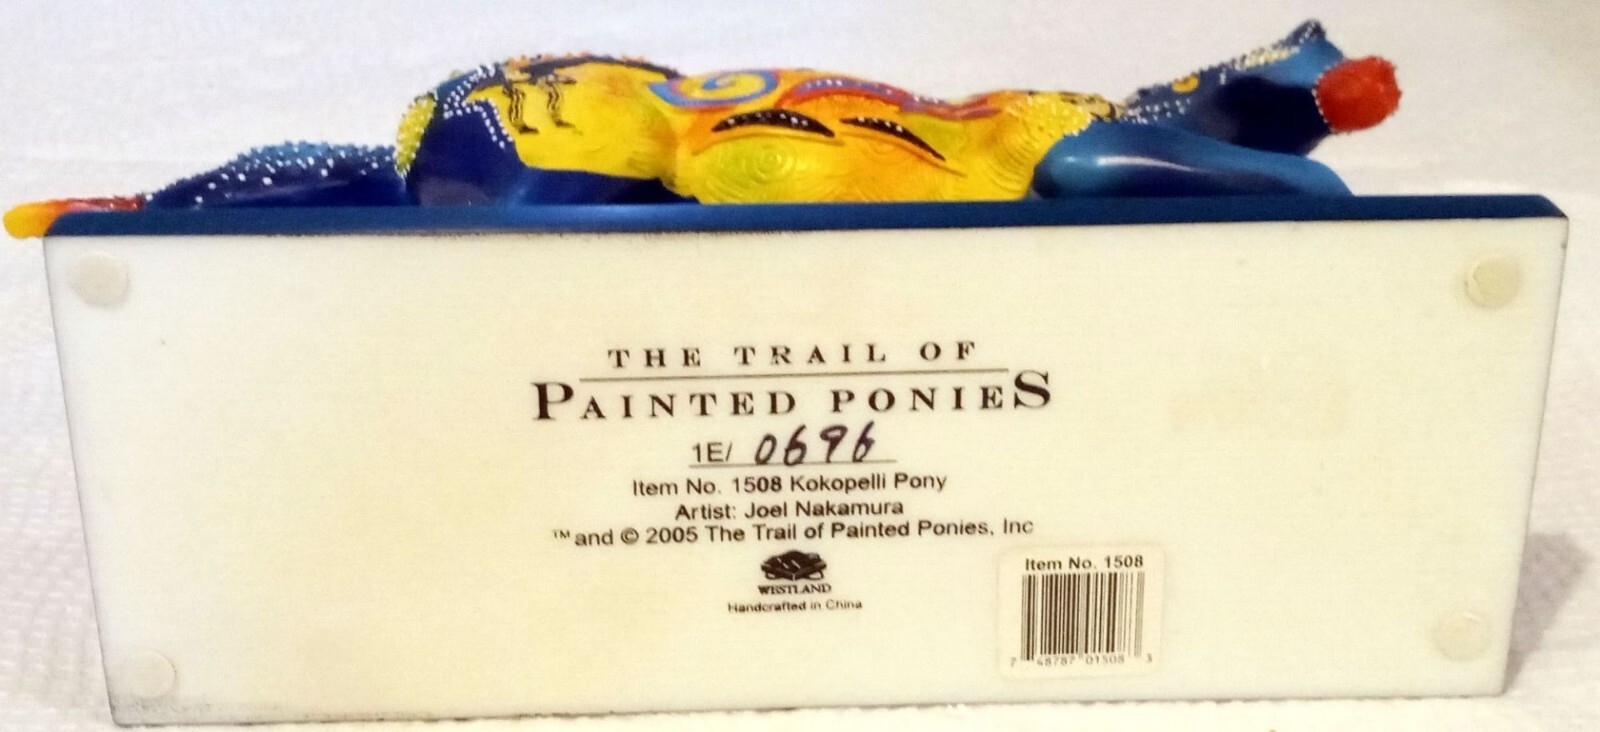 THE TRAIL OF
PAINTED PONIES
1E/ 0696
Item No. 1508 Kokopelli Pony
Artist: Joel Nakamura
™ and © 2005 The Trail of Painted Ponies, Inc
WESTLAND
Handcrafted in China
Item No. 1508
7 48787 01508 3